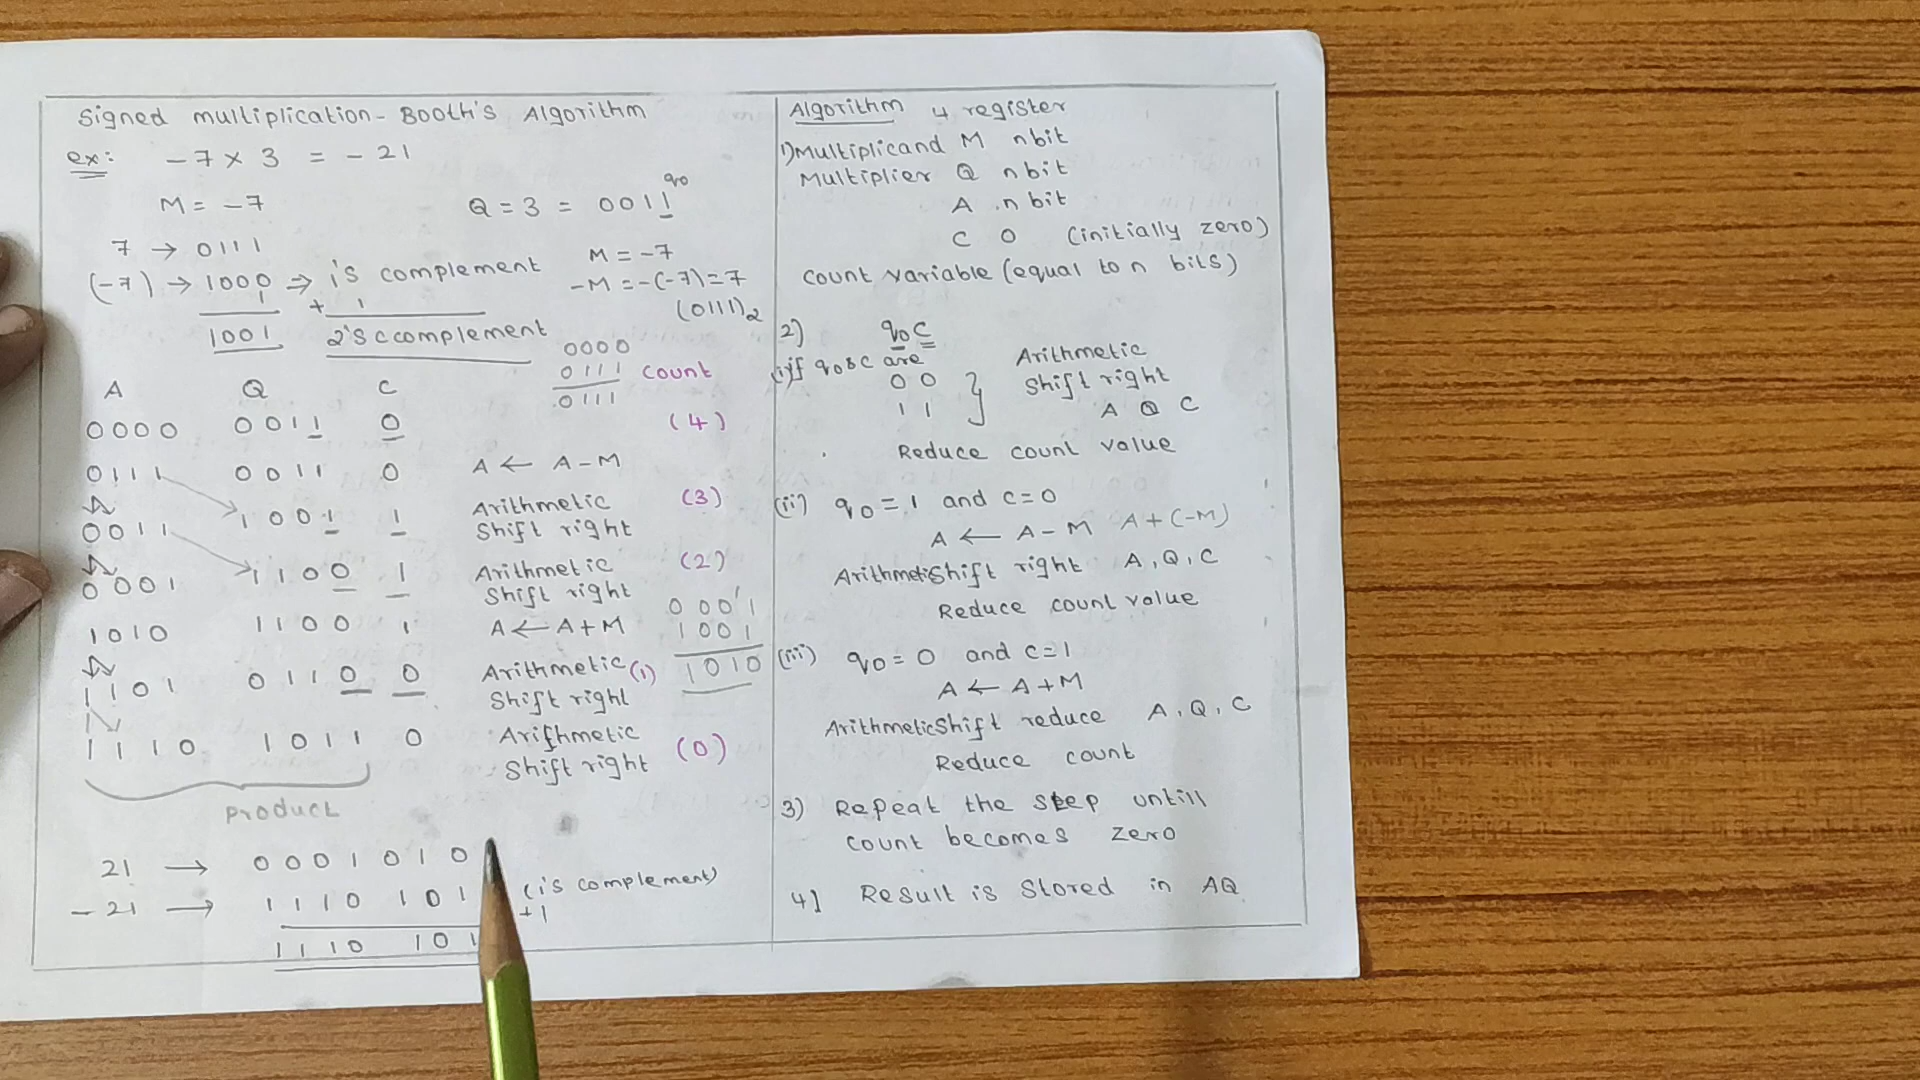 Signed multiplication - Booth's Algorithm
ex: -7 x 3 = -21
M = -7 Q = 3 = 0011 q0
7 → 0111
(-7) → 1000 ⇒ 1's complement
1 + 1
1001 2's ccomplement
M = -7
-M = -(-7) = 7
(0111)2
0000
0111
0111
A Q C count
0000 0011 0 (4)
0111 0011 0 A ← A-M
0011 1001 1 Arithmetic Shift right (3)
0001 1100 1 Arithmetic Shift right (2)
1010 1100 1 A ← A+M
0001
1001
1010
1101 0110 0 Arithmetic Shift right (1)
1110 1011 0 Arithmetic Shift right (0)
Product
21 → 0001010
-21 → 1110 101 (1's complement)
+1
1110 101
Algorithm 4 register
1) Multiplicand M nbit
Multiplier Q nbit
A nbit
C 0 (initially zero)
count variable (equal to n bits)
2) q0 C
(i) if q0 & C are
0 0 } Arithmetic
1 1 Shift right
A Q C
Reduce count value
(ii) q0 = 1 and c=0
A ← A-M A+(-M)
Arithmetic Shift right A, Q, C
Reduce count value
(iii) q0 = 0 and c=1
A ← A+M
Arithmetic Shift reduce A, Q, C
Reduce count
3) Repeat the step untill
count becomes zero
4] Result is stored in AQ